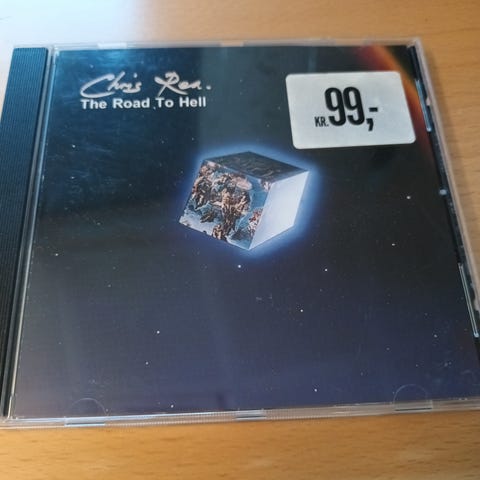 Chris Rea.
The Road To Hell
KR. 99,-